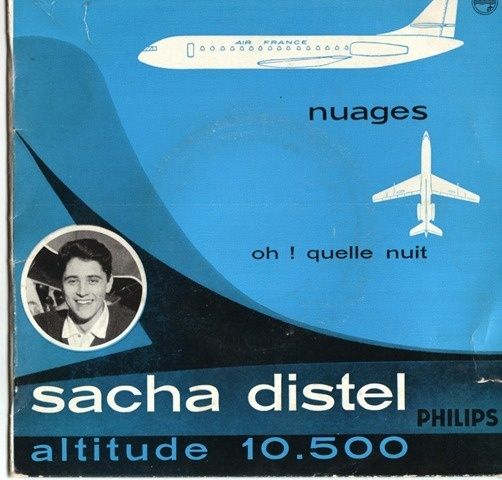 AIR FRANCE
nuages
oh ! quelle nuit
sacha distel
PHILIPS
altitude 10.500